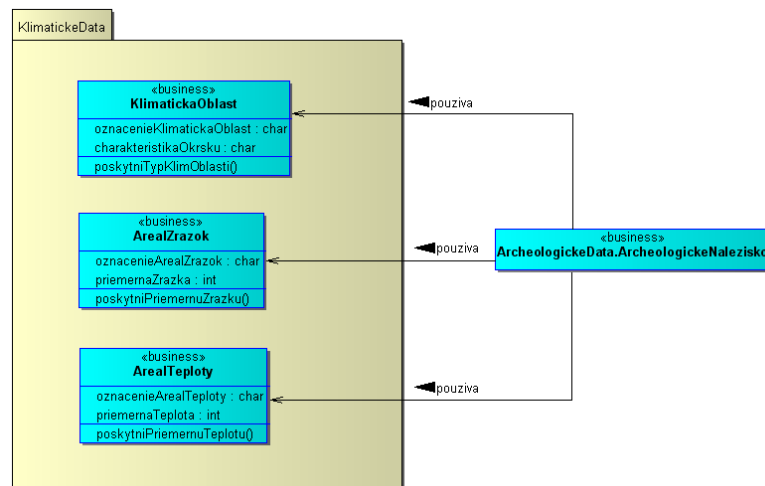 KlimatickeData
«business»
KlimatickaOblast
oznacenieKlimatickaOblast : char
charakteristikaOkrsku : char
poskytniTypKlimOblasti()
pouziva
«business»
ArealZrazok
oznacenieArealZrazok : char
priemernaZrazka : int
poskytniPriemernuZrazku()
pouziva
«business»
ArcheologickeData.ArcheologickeNalezisko
«business»
ArealTeploty
oznacenieArealTeploty : char
priemernaTeplota : int
poskytniPriemernuTeplotu()
pouziva